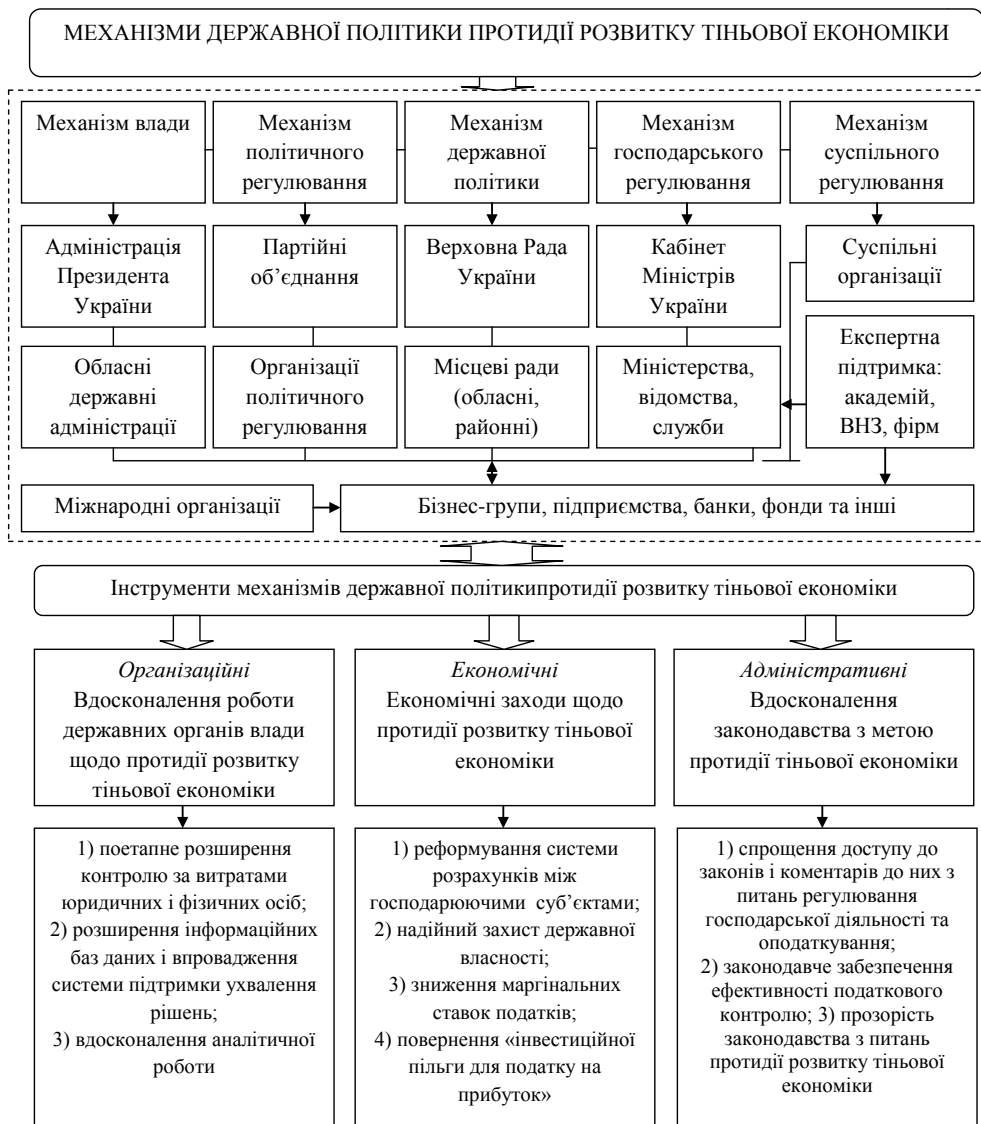 МЕХАНІЗМИ ДЕРЖАВНОЇ ПОЛІТИКИ ПРОТИДІЇ РОЗВИТКУ ТІНЬОВОЇ ЕКОНОМІКИ
Механізм влади
Механізм
політичного
регулювання
Механізм
державної
політики
Механізм
господарського
регулювання
Механізм
суспільного
регулювання
Адміністрація
Президента
України
Партійні
об’єднання
Верховна Рада
України
Кабінет
Міністрів
України
Суспільні
організації
Обласні
державні
адміністрації
Організації
політичного
регулювання
Місцеві ради
(обласні,
районні)
Міністерства,
відомства,
служби
Експертна
підтримка:
академій,
ВНЗ, фірм
Міжнародні організації
Бізнес-групи, підприємства, банки, фонди та інші
Інструменти механізмів державної політикипротидії розвитку тіньової економіки
Організаційні
Вдосконалення роботи
державних органів влади
щодо протидії розвитку
тіньової економіки
Економічні
Економічні заходи щодо
протидії розвитку тіньової
економіки
Адміністративні
Вдосконалення
законодавства з метою
протидії тіньової економіки
1) поетапне розширення
контролю за витратами
юридичних і фізичних осіб;
2) розширення інформаційних
баз даних і впровадження
системи підтримки ухвалення
рішень;
3) вдосконалення аналітичної
роботи
1) реформування системи
розрахунків між
господарюючими суб’єктами;
2) надійний захист державної
власності;
3) зниження маргінальних
ставок податків;
4) повернення «інвестиційної
пільги для податку на
прибуток»
1) спрощення доступу до
законів і коментарів до них з
питань регулювання
господарської діяльності та
оподаткування;
2) законодавче забезпечення
ефективності податкового
контролю; 3) прозорість
законодавства з питань
протидії розвитку тіньової
економіки